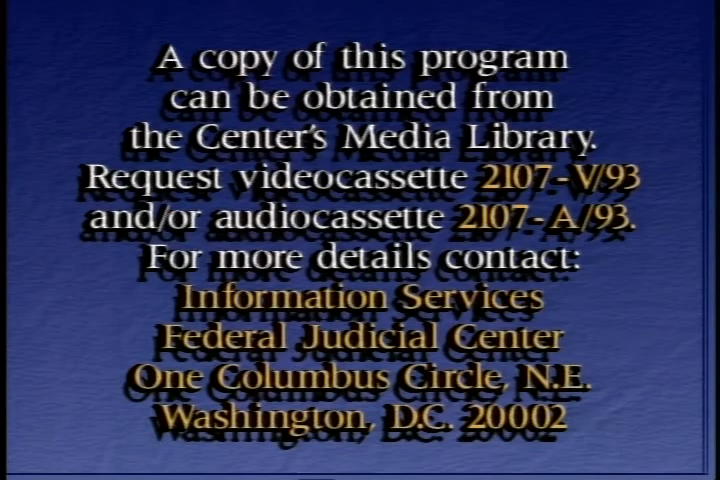 A copy of this program
can be obtained from
the Center's Media Library.
Request videocassette 2107-V/93
and/or audiocassette 2107-A/93.
For more details contact:
Information Services
Federal Judicial Center
One Columbus Circle, N.E.
Washington, D.C. 20002